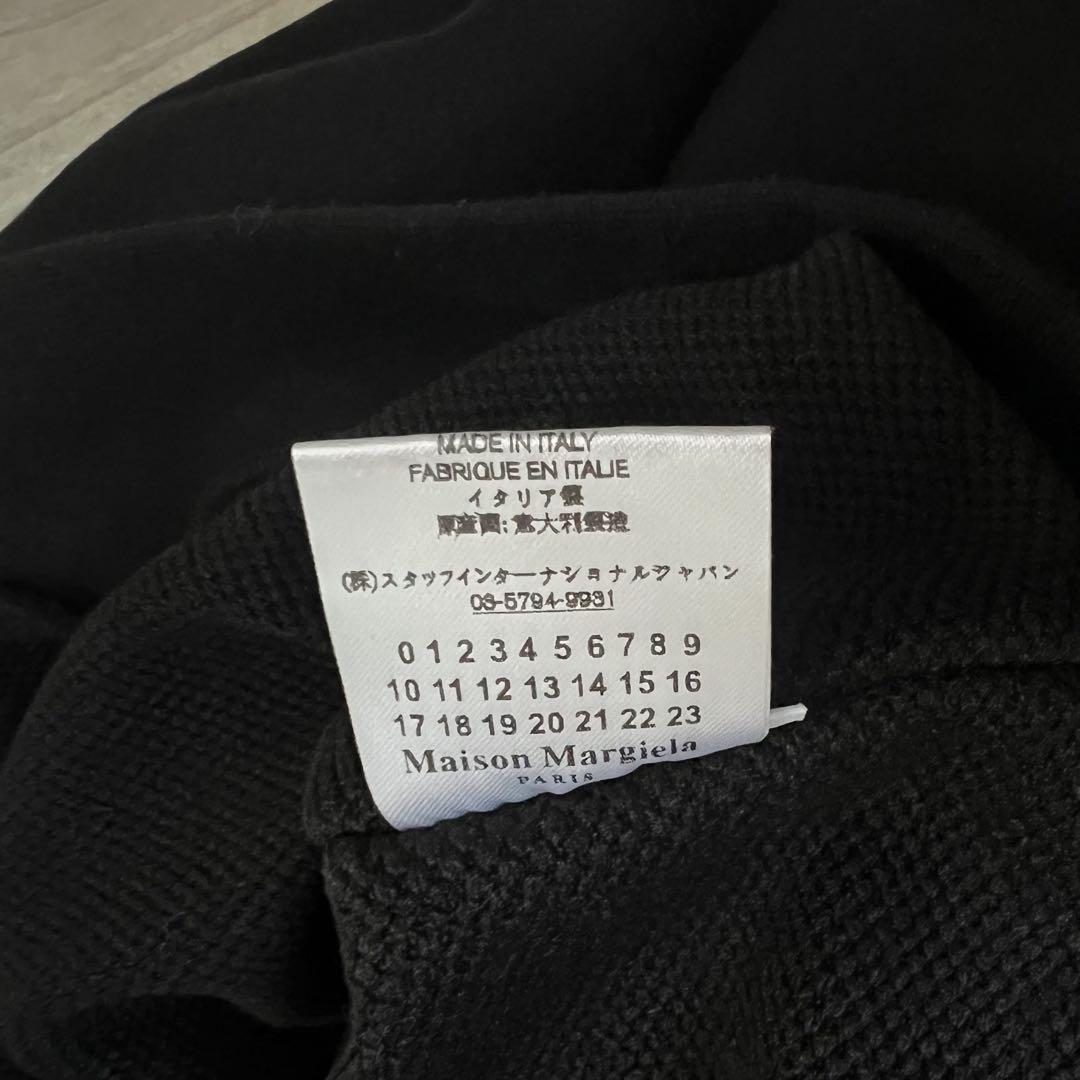 MADE IN ITALY
FABRIQUE EN ITALIE
イタリア製
原産国: 意大利製造
(株)スタッフインターナショナルジャパン
03-5794-9931
0 1 2 3 4 5 6 7 8 9
10 11 12 13 14 15 16
17 18 19 20 21 22 23
Maison Margiela
PARIS